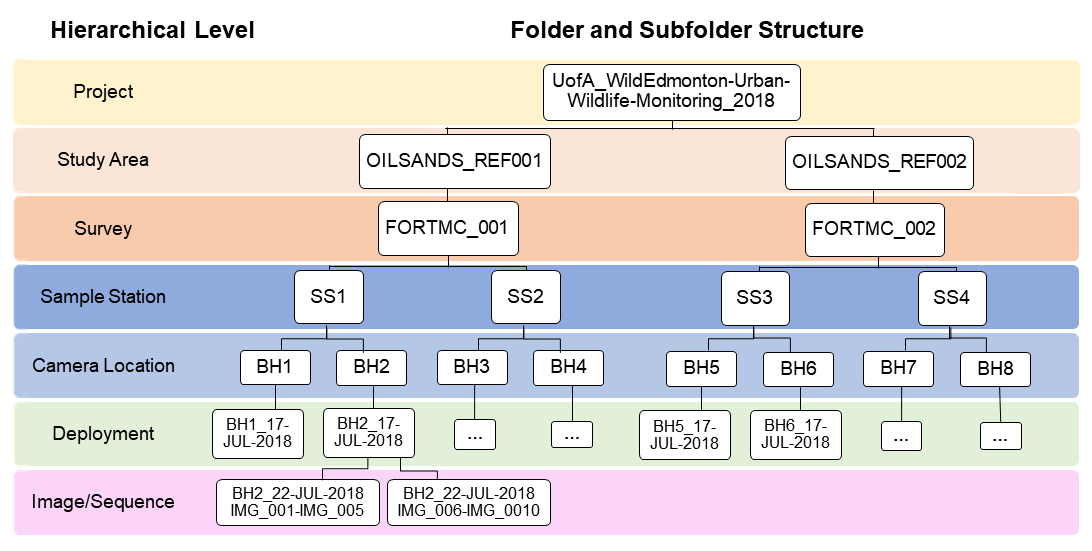 Hierarchical Level
Folder and Subfolder Structure
Project
UofA_WildEdmonton-Urban-
Wildlife-Monitoring_2018
Study Area
OILSANDS_REF001
OILSANDS_REF002
Survey
FORTMC_001
FORTMC_002
Sample Station
SS1
SS2
SS3
SS4
Camera Location
BH1
BH2
BH3
BH4
BH5
BH6
BH7
BH8
Deployment
BH1_17-
JUL-2018
BH2_17-
JUL-2018
...
...
BH5_17-
JUL-2018
BH6_17-
JUL-2018
...
...
Image/Sequence
BH2_22-JUL-2018
IMG_001-IMG_005
BH2_22-JUL-2018
IMG_006-IMG_0010